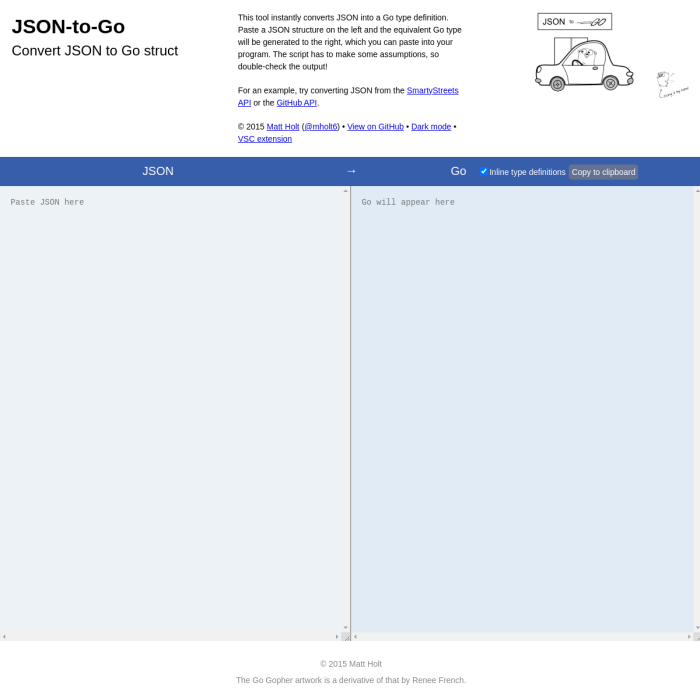 JSON-to-Go
Convert JSON to Go struct
This tool instantly converts JSON into a Go type definition.
Paste a JSON structure on the left and the equivalent Go type
will be generated to the right, which you can paste into your
program. The script has to make some assumptions, so
double-check the output!
For an example, try converting JSON from the SmartyStreets
API or the GitHub API.
© 2015 Matt Holt (@mholt6) • View on GitHub • Dark mode •
VSC extension
JSON to GO
JSON → Go Inline type definitions Copy to clipboard
Paste JSON here
Go will appear here
© 2015 Matt Holt
The Go Gopher artwork is a derivative of that by Renee French.